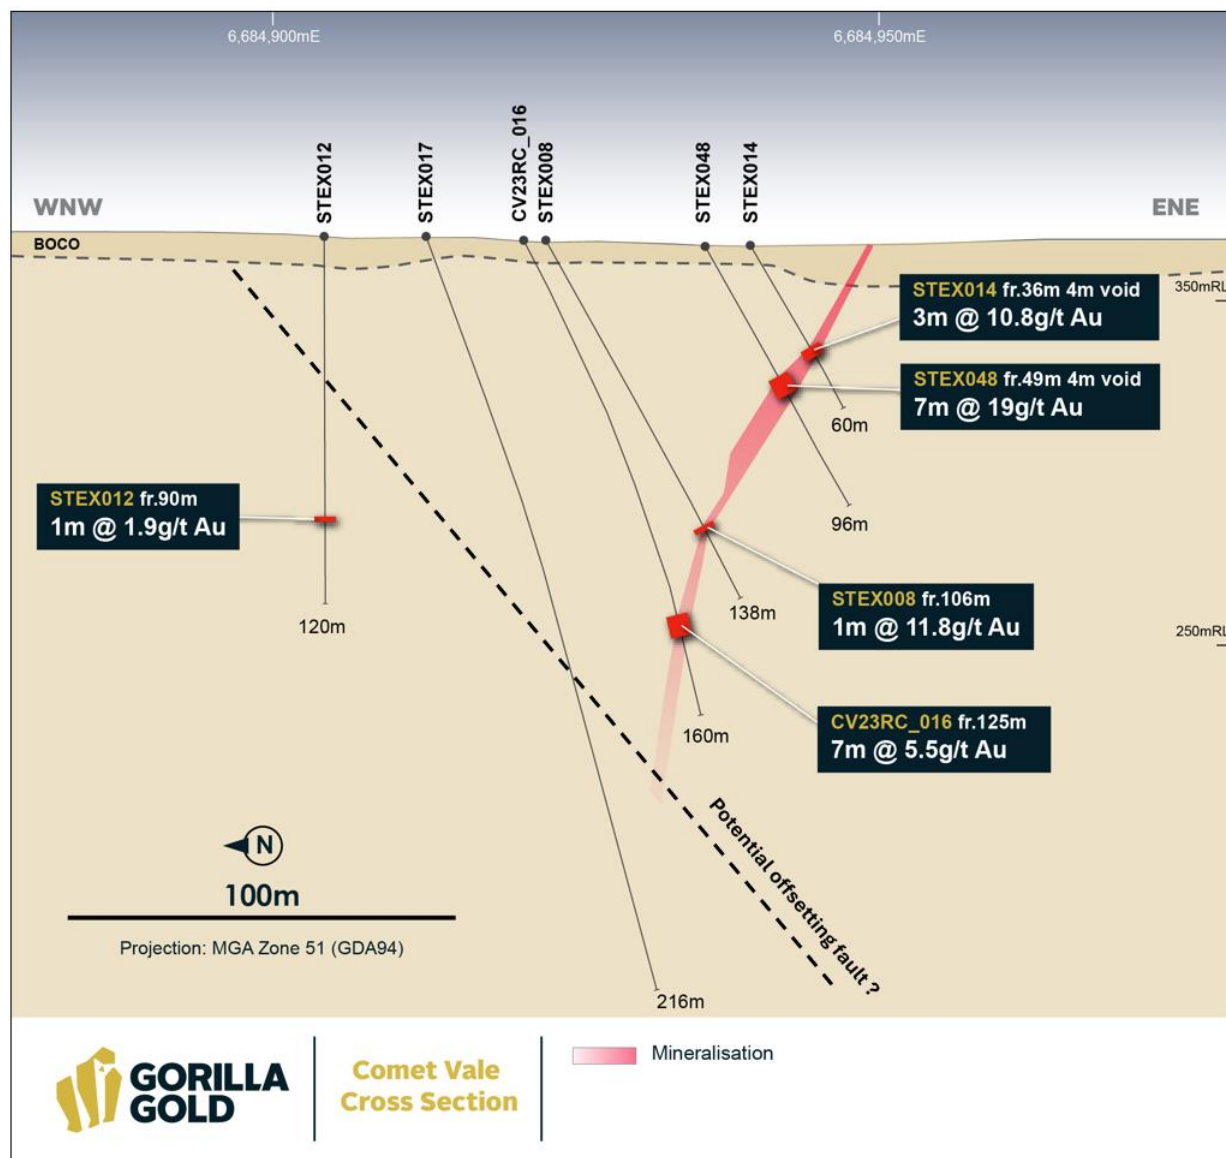 6,684,900mE
6,684,950mE
STEX012
STEX017
CV23RC_016
STEX008
STEX048
STEX014
WNW
ENE
BOCO
350mRL
STEX014 fr.36m 4m void
3m @ 10.8g/t Au
STEX048 fr.49m 4m void
7m @ 19g/t Au
60m
STEX012 fr.90m
1m @ 1.9g/t Au
96m
STEX008 fr.106m
1m @ 11.8g/t Au
138m
120m
250mRL
CV23RC_016 fr.125m
7m @ 5.5g/t Au
160m
Potential offsetting fault ?
N
100m
Projection: MGA Zone 51 (GDA94)
216m
GORILLA
GOLD
Comet Vale
Cross Section
Mineralisation